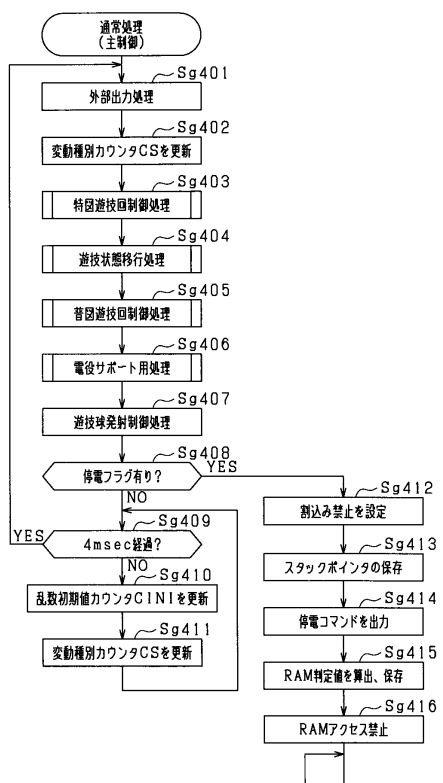 通常処理
(主制御)
Sg401
外部出力処理
Sg402
変動種別カウンタCSを更新
Sg403
特図遊技回制御処理
Sg404
遊技状態移行処理
Sg405
普図遊技回制御処理
Sg406
電役サポート用処理
Sg407
遊技球発射制御処理
Sg408
停電フラグ有り?
YES
NO
Sg409
YES
4msec経過?
NO
Sg410
乱数初期値カウンタCINIを更新
Sg411
変動種別カウンタCSを更新
Sg412
割込み禁止を設定
Sg413
スタックポインタの保存
Sg414
停電コマンドを出力
Sg415
RAM判定値を算出、保存
Sg416
RAMアクセス禁止